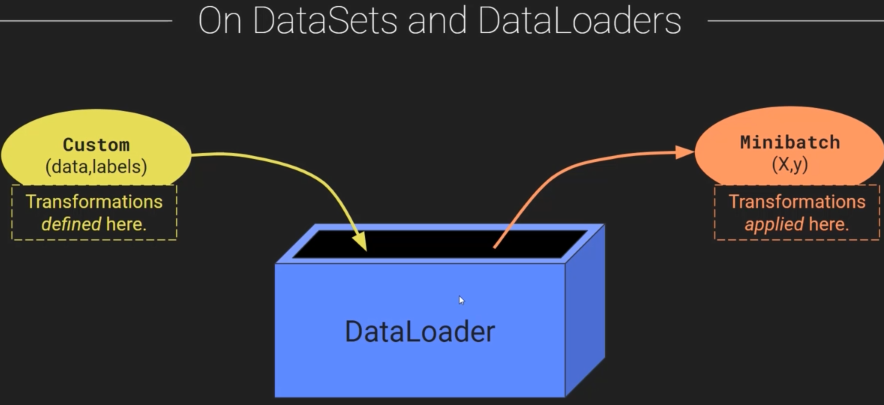 On DataSets and DataLoaders
Custom
(data,labels)
Transformations
defined here.
Minibatch
(X,y)
Transformations
applied here.
DataLoader